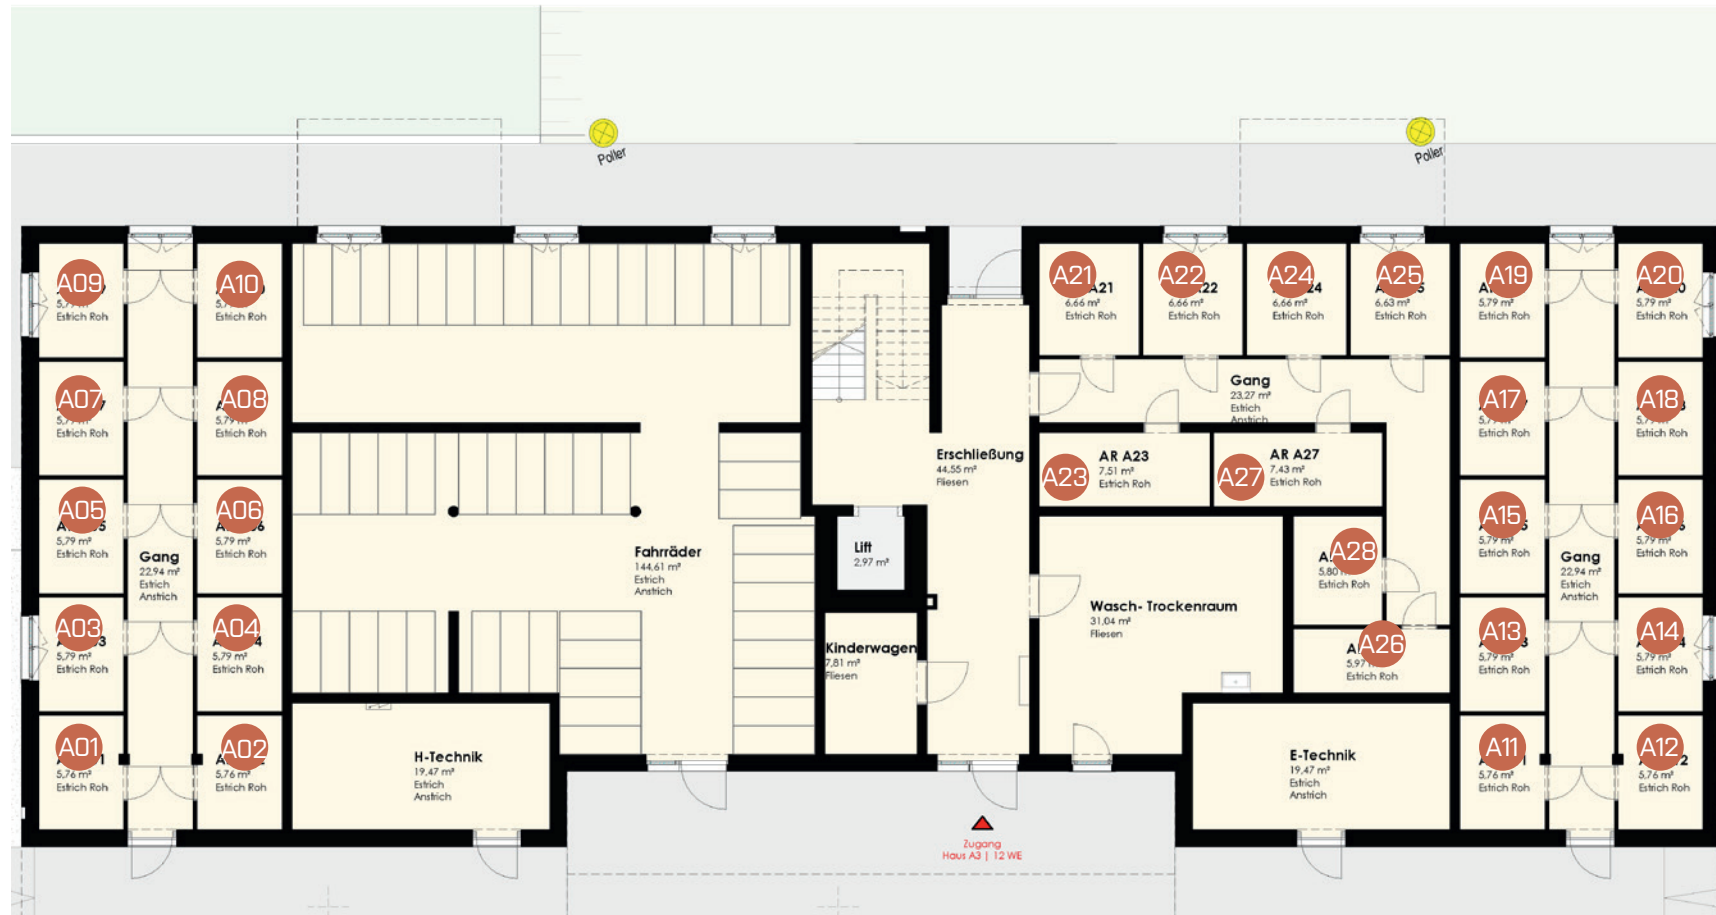 Poller
Poller
A09
5,79 m²
Estrich Roh
A10
Estrich Roh
A21
6,66 m²
Estrich Roh
A22
6,66 m²
Estrich Roh
A24
6,66 m²
Estrich Roh
A25
6,63 m²
Estrich Roh
A19
5,79 m²
Estrich Roh
A20
5,79 m²
Estrich Roh
A07
5,79 m²
Estrich Roh
A08
5,79 m²
Estrich Roh
Gang
23,27 m²
Estrich
Anstrich
A17
5,79 m²
Estrich Roh
A18
Estrich Roh
Erschließung
44,55 m²
Fliesen
A23
AR A23
7,51 m²
Estrich Roh
A27
AR A27
7,43 m²
Estrich Roh
A05
5,79 m²
Estrich Roh
A06
5,79 m²
Estrich Roh
Gang
22,94 m²
Estrich
Anstrich
Fahrräder
144,61 m²
Estrich
Anstrich
Lift
2,97 m²
A28
5,80
Estrich Roh
A15
5,79 m²
Estrich Roh
A16
5,79 m²
Estrich Roh
Gang
22,94 m²
Estrich
Anstrich
A03
5,79 m²
Estrich Roh
A04
5,79 m²
Estrich Roh
Kinderwagen
7,81 m²
Fliesen
Wasch- Trockenraum
31,04 m²
Fliesen
A26
5,97
Estrich Roh
A13
5,79 m²
Estrich Roh
A14
5,79 m²
Estrich Roh
A01
5,76 m²
Estrich Roh
A02
5,76 m²
Estrich Roh
H-Technik
19,47 m²
Estrich
Anstrich
E-Technik
19,47 m²
Estrich
Anstrich
A11
5,76 m²
Estrich Roh
A12
5,76 m²
Estrich Roh
Zugang
Haus A3 | 12 WE